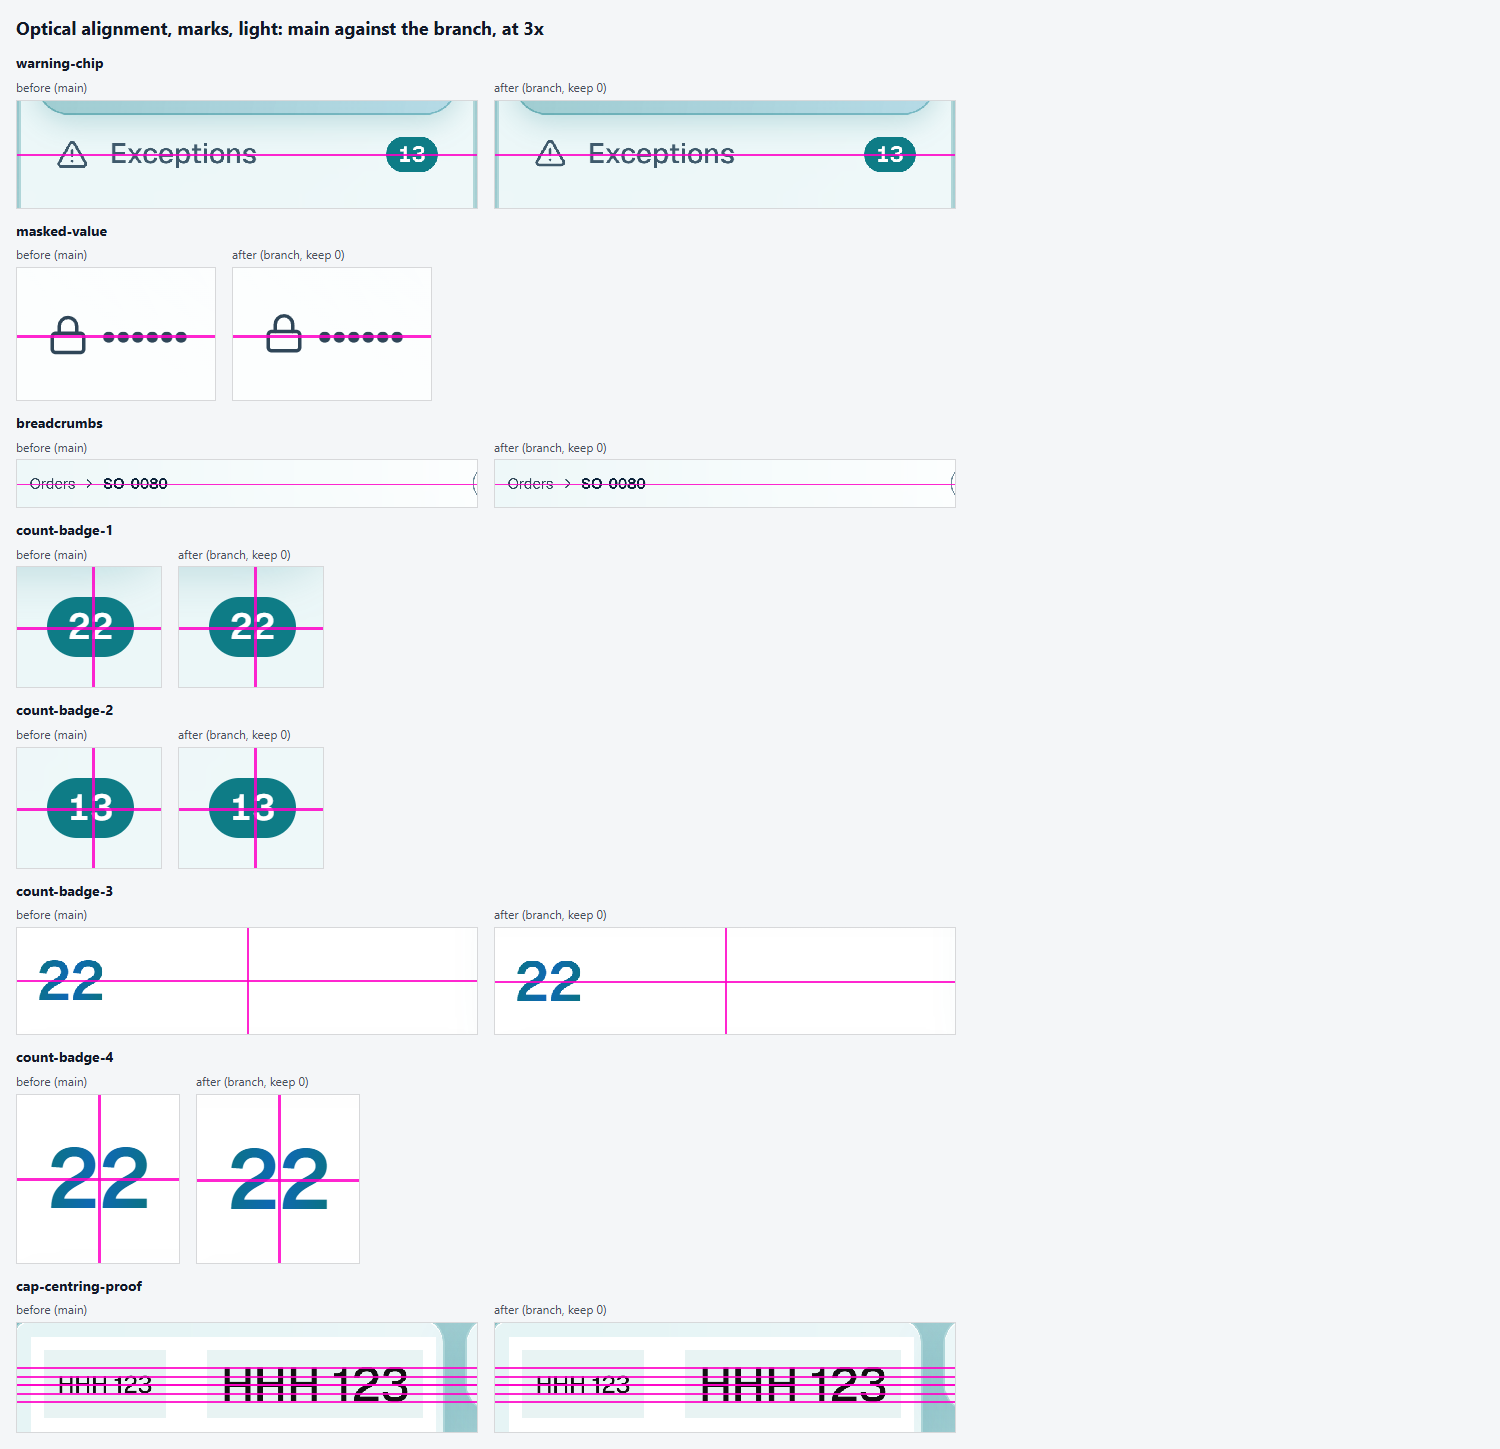 Optical alignment, marks, light: main against the branch, at 3x
warning-chip
before (main) after (branch, keep 0)
Exceptions 13 Exceptions 13
masked-value
before (main) after (branch, keep 0)
breadcrumbs
before (main) after (branch, keep 0)
Orders > SO-0080 Orders > SO-0080
count-badge-1
before (main) after (branch, keep 0)
22 22
count-badge-2
before (main) after (branch, keep 0)
13 13
count-badge-3
before (main) after (branch, keep 0)
22 22
count-badge-4
before (main) after (branch, keep 0)
22 22
cap-centring-proof
before (main) after (branch, keep 0)
HHH 123 HHH 123 HHH 123 HHH 123